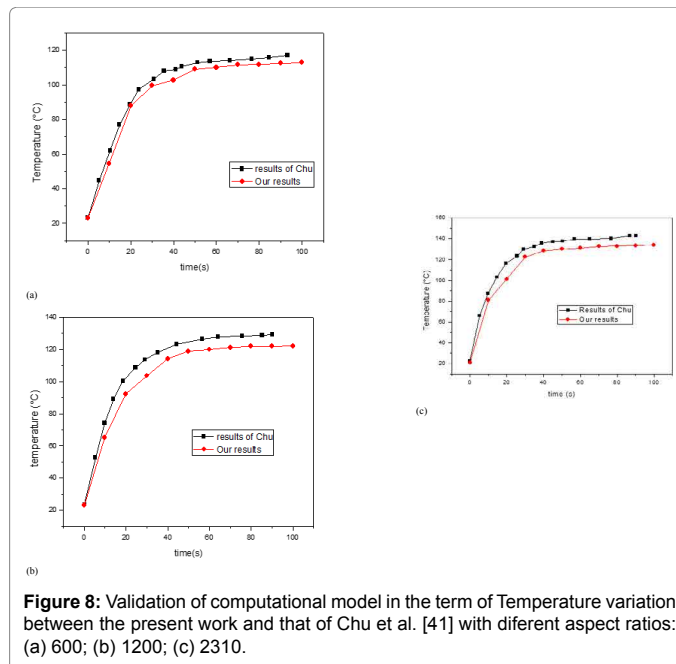 120
100
80
60
40
20
Temperature (°C)
results of Chu
Our results
0 20 40 60 80 100
time(s)
(a)
140
120
100
80
60
40
20
temperature (°C)
results of Chu
Our results
0 20 40 60 80 100
time(s)
(b)
160
140
120
100
80
60
40
20
Temperature (°C)
Results of Chu
Our results
0 20 40 60 80 100
time (s)
(c)
Figure 8: Validation of computational model in the term of Temperature variation
between the present work and that of Chu et al. [41] with diferent aspect ratios:
(a) 600; (b) 1200; (c) 2310.